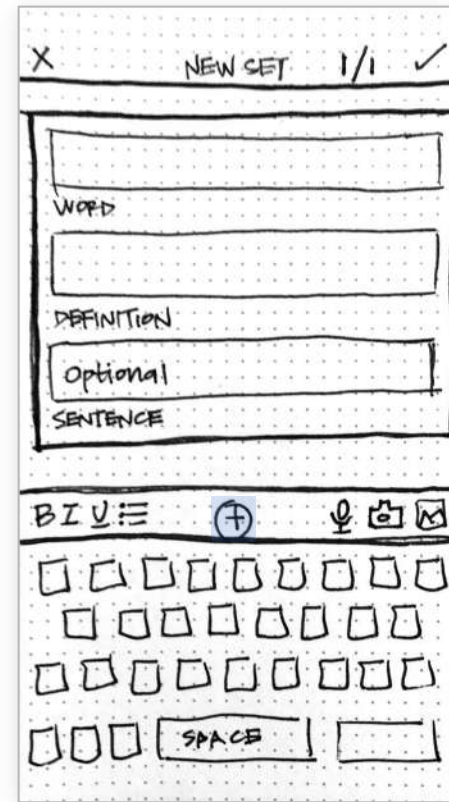 X NEW SET 1/1
WORD
DEFINITION
Optional
SENTENCE
B I U
SPACE